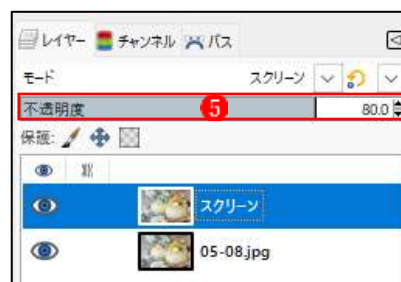 レイヤー チャンネル パス
モード スクリーン
不透明度 5 80.0
保護:
スクリーン
05-08.jpg